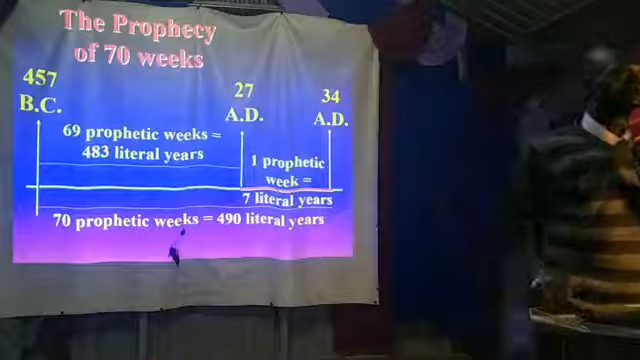 The Prophecy
of 70 weeks
457
B.C.
27
A.D.
34
A.D.
69 prophetic weeks =
483 literal years
1 prophetic
week =
7 literal years
70 prophetic weeks = 490 literal years